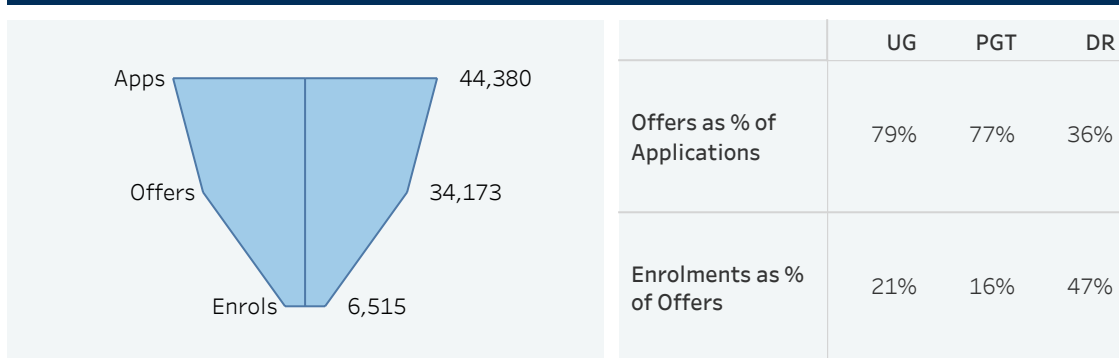 Apps 44,380
Offers 34,173
Enrols 6,515
UG PGT DR
Offers as % of
Applications
79% 77% 36%
Enrolments as %
of Offers
21% 16% 47%